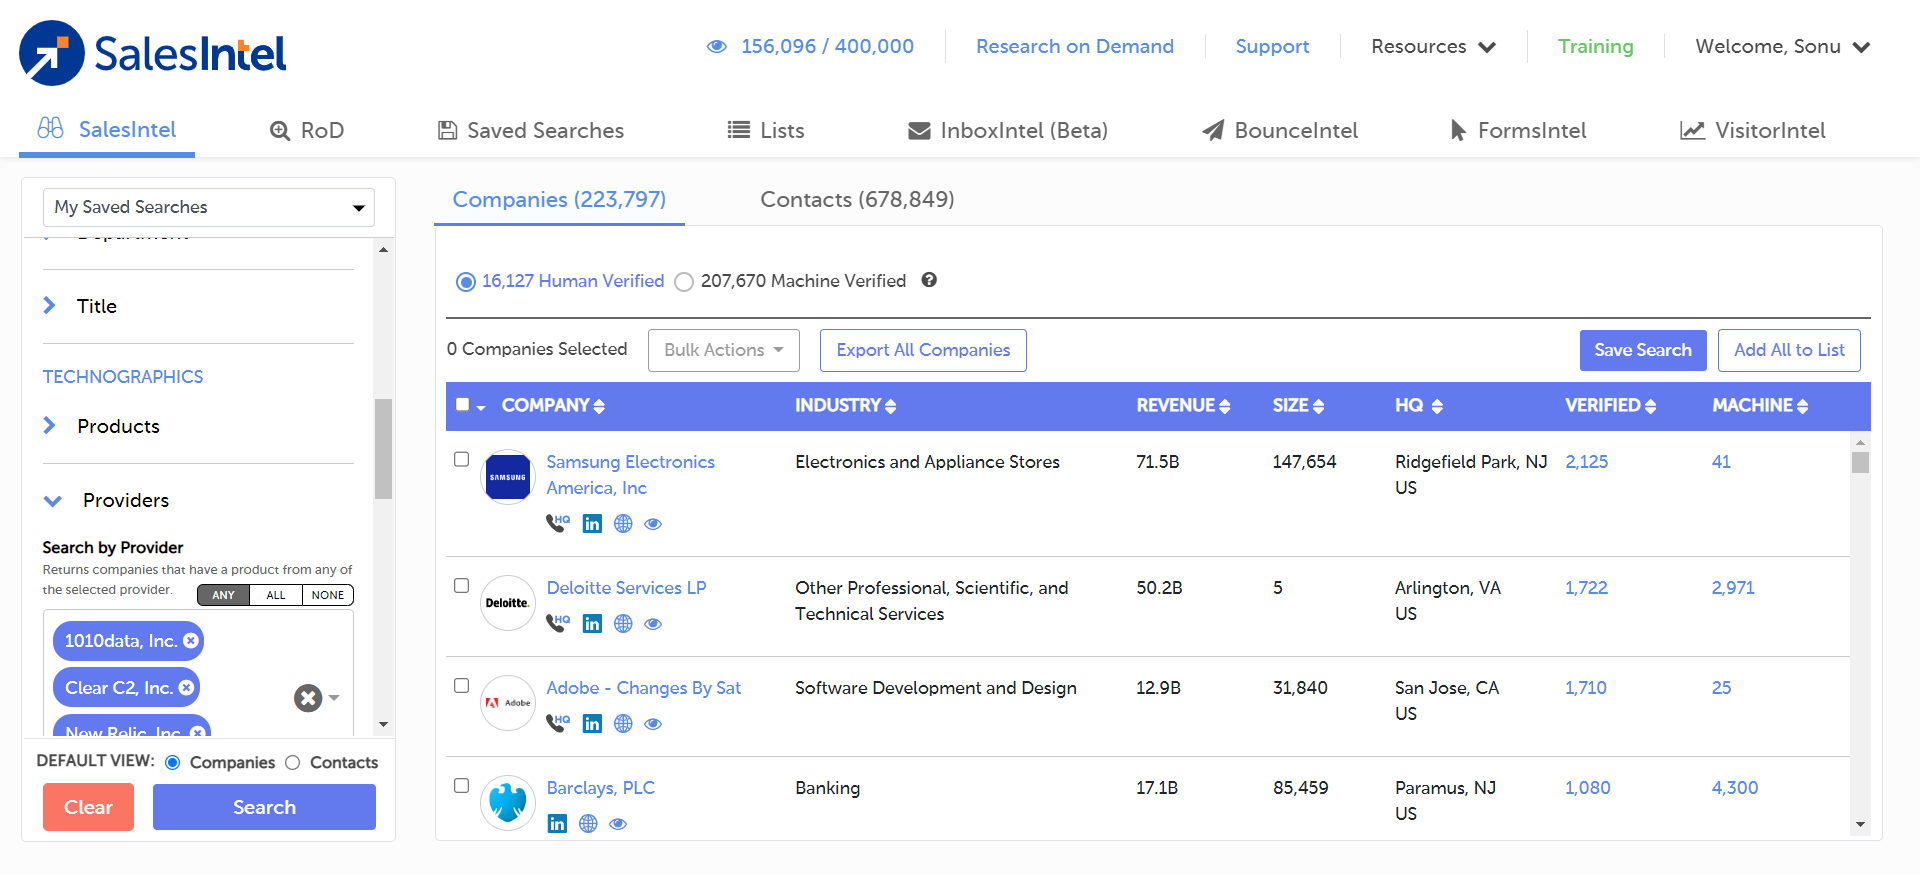 SalesIntel
156,096 / 400,000
Research on Demand
Support
Resources
Training
Welcome, Sonu
SalesIntel
RoD
Saved Searches
Lists
InboxIntel (Beta)
BounceIntel
FormsIntel
VisitorIntel
My Saved Searches
Department
Title
TECHNOGRAPHICS
Products
Providers
Search by Provider
Returns companies that have a product from any of
the selected provider.
ANY ALL NONE
1010data, Inc.
Clear C2, Inc.
New Relic, Inc.
DEFAULT VIEW: Companies Contacts
Clear
Search
Companies (223,797)
Contacts (678,849)
16,127 Human Verified
207,670 Machine Verified
0 Companies Selected
Bulk Actions
Export All Companies
Save Search
Add All to List
COMPANY INDUSTRY REVENUE SIZE HQ VERIFIED MACHINE
SAMSUNG
Samsung Electronics
America, Inc
HQ
Electronics and Appliance Stores
71.5B
147,654
Ridgefield Park, NJ
US
2,125
41
Deloitte.
Deloitte Services LP
HQ
Other Professional, Scientific, and
Technical Services
50.2B
5
Arlington, VA
US
1,722
2,971
Adobe
Adobe - Changes By Sat
HQ
Software Development and Design
12.9B
31,840
San Jose, CA
US
1,710
25
Barclays, PLC
Banking
17.1B
85,459
Paramus, NJ
US
1,080
4,300